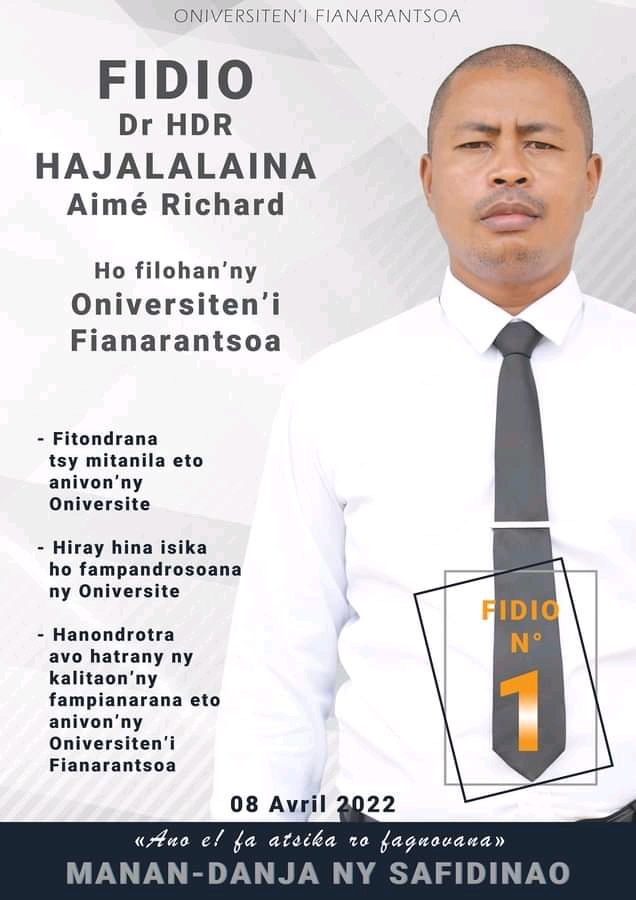 ONIVERSITEN'I FIANARANTSOA
FIDIO
Dr HDR
HAJALALAINA
Aimé Richard
Ho filohan'ny
Oniversiten'i
Fianarantsoa
- Fitondrana
tsy mitanila eto
anivon'ny
Oniversite
- Hiray hina isika
ho fampandrosoana
ny Oniversite
- Hanondrotra
avo hatrany ny
kalitaon'ny
fampianarana eto
anivon'ny
Oniversiten'i
Fianarantsoa
FIDIO
N°
1
08 Avril 2022
«Ano e! fa atsika ro fagnovana»
MANAN-DANJA NY SAFIDINAO